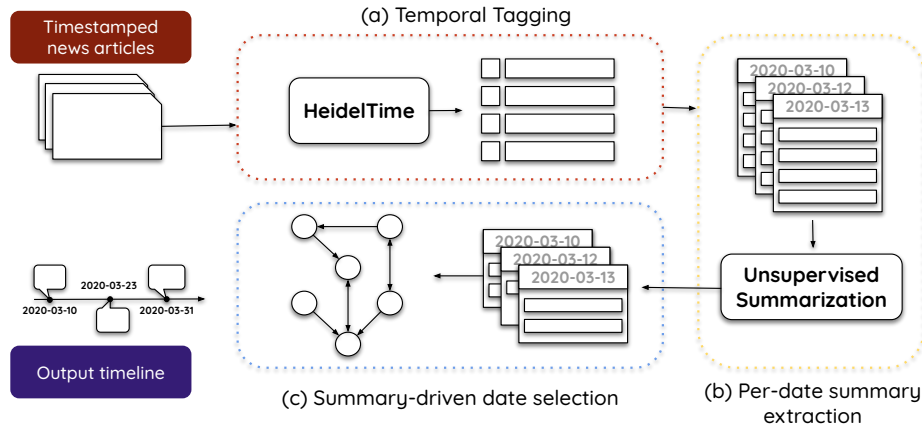 (a) Temporal Tagging
Timestamped
news articles
HeidelTime
2020-03-10
2020-03-12
2020-03-13
Unsupervised
Summarization
(b) Per-date summary
extraction
2020-03-10
2020-03-12
2020-03-13
(c) Summary-driven date selection
2020-03-23
2020-03-10
2020-03-31
Output timeline